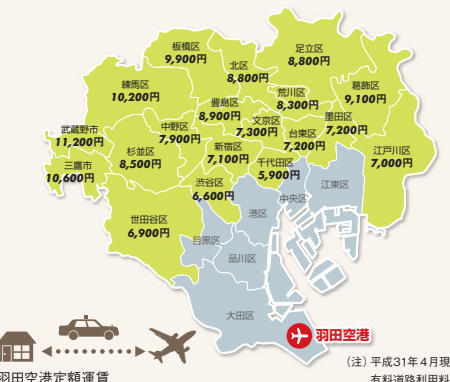 板橋区
9,900円
北区
8,800円
足立区
8,800円
練馬区
10,200円
豊島区
8,900円
荒川区
8,300円
葛飾区
9,100円
武蔵野市
11,200円
中野区
7,900円
文京区
7,300円
台東区
7,200円
墨田区
7,200円
三鷹市
10,600円
杉並区
8,500円
新宿区
7,100円
千代田区
5,900円
江戸川区
7,000円
渋谷区
6,600円
世田谷区
6,900円
港区
中央区
江東区
目黒区
品川区
大田区
羽田空港
羽田空港定額運賃
(注) 平成31年4月現
有料道路利用料